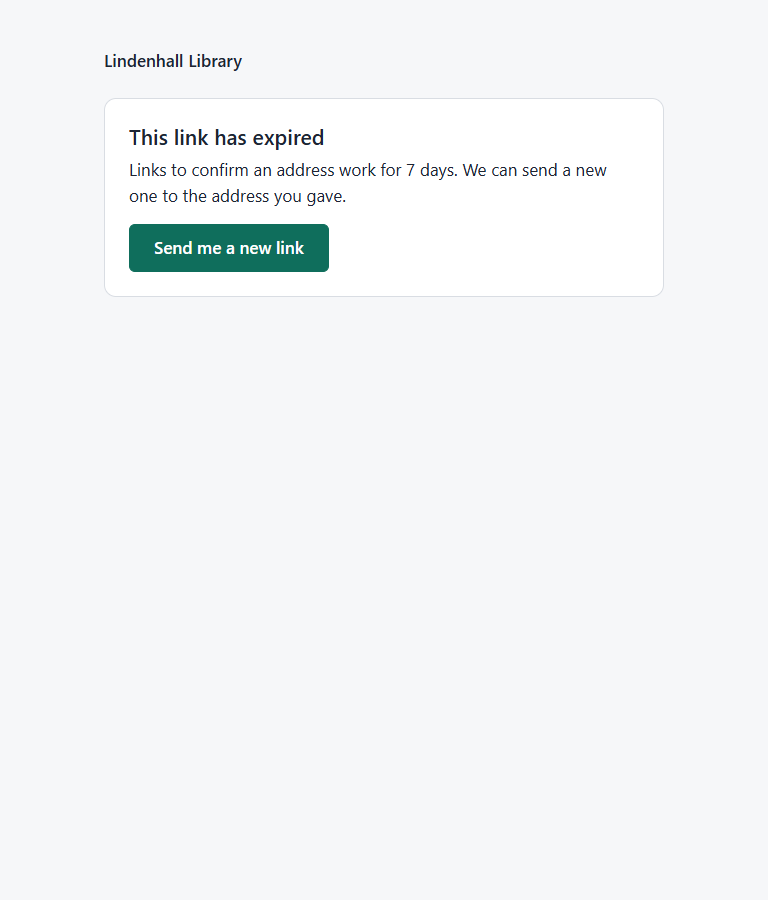 Lindenhall Library
This link has expired
Links to confirm an address work for 7 days. We can send a new
one to the address you gave.
Send me a new link